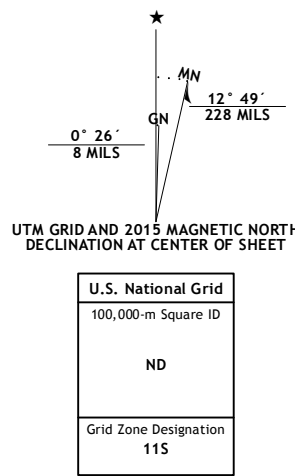 ★
MN
GN
12° 49´
228 MILS
0° 26´
8 MILS
UTM GRID AND 2015 MAGNETIC NORTH
DECLINATION AT CENTER OF SHEET
U.S. National Grid
100,000-m Square ID
ND
Grid Zone Designation
11S